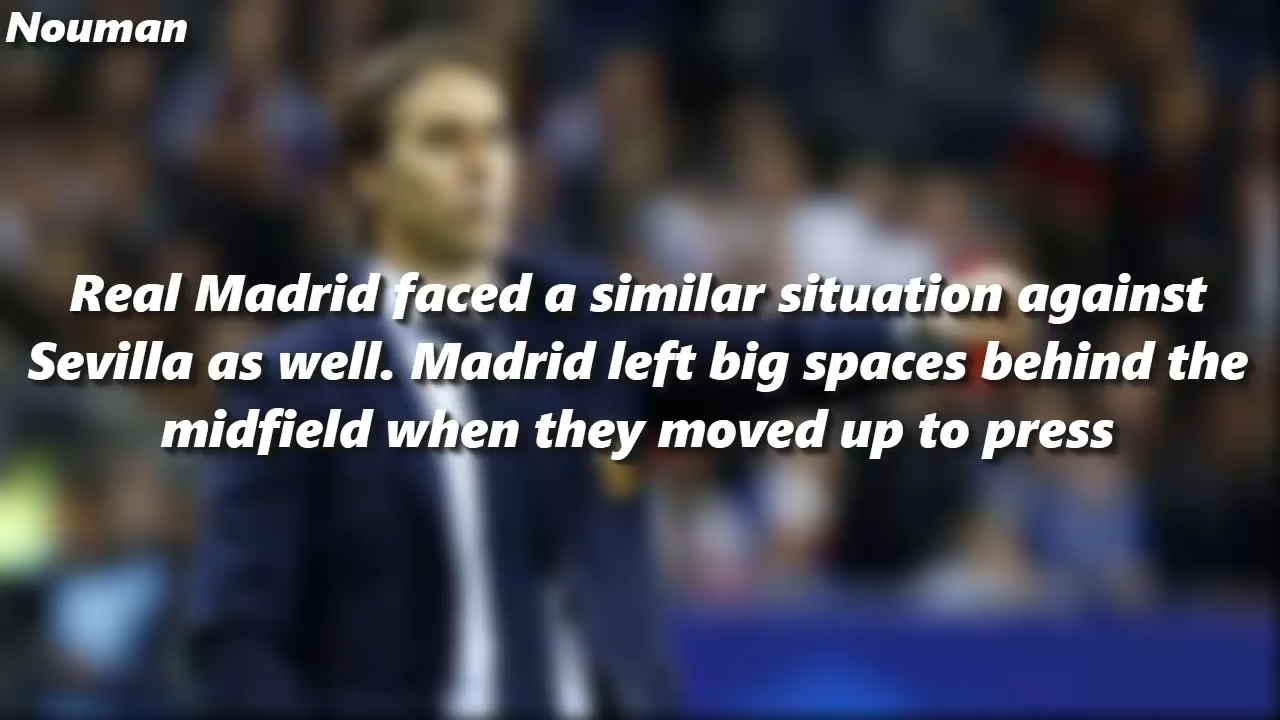 Nouman
Real Madrid faced a similar situation against
Sevilla as well. Madrid left big spaces behind the
midfield when they moved up to press